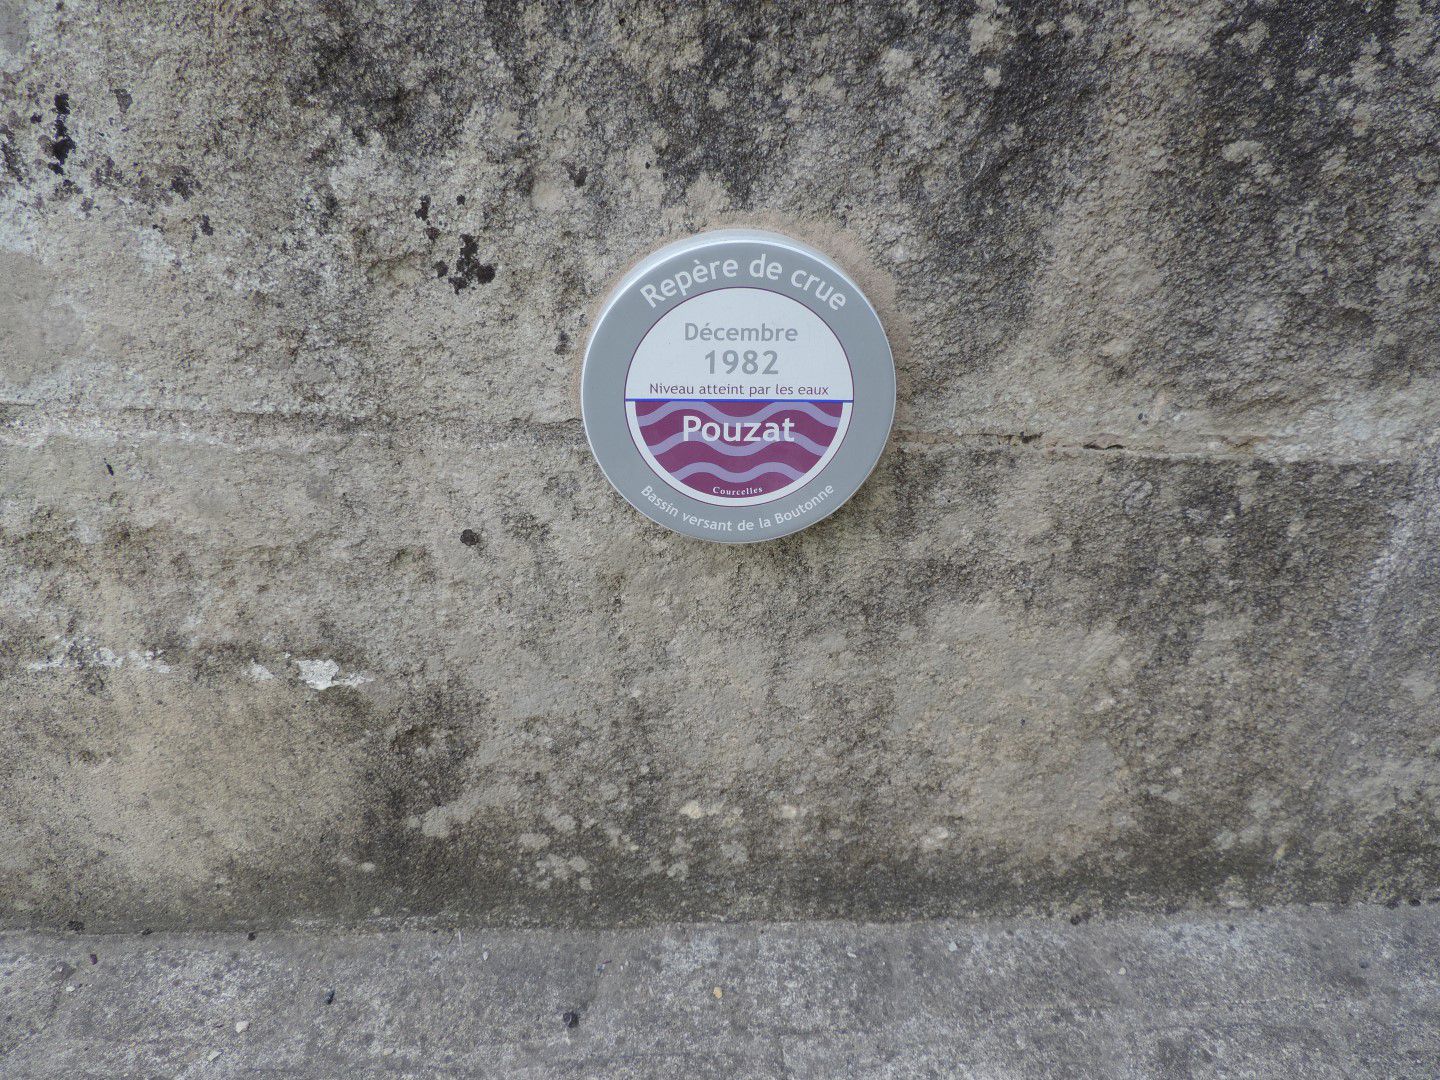 Repère de crue
Décembre
1982
Niveau atteint par les eaux
Pouzat
Courcelles
Bassin versant de la Boutonne